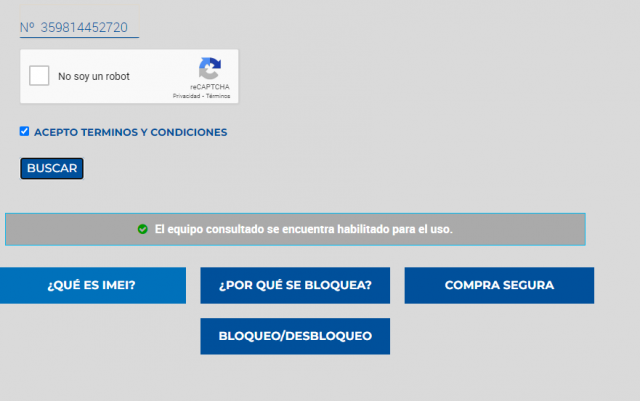 Nº 359814452720
No soy un robot
reCAPTCHA
Privacidad - Términos
ACEPTO TERMINOS Y CONDICIONES
BUSCAR
El equipo consultado se encuentra habilitado para el uso.
¿QUÉ ES IMEI?
¿POR QUÉ SE BLOQUEA?
COMPRA SEGURA
BLOQUEO/DESBLOQUEO